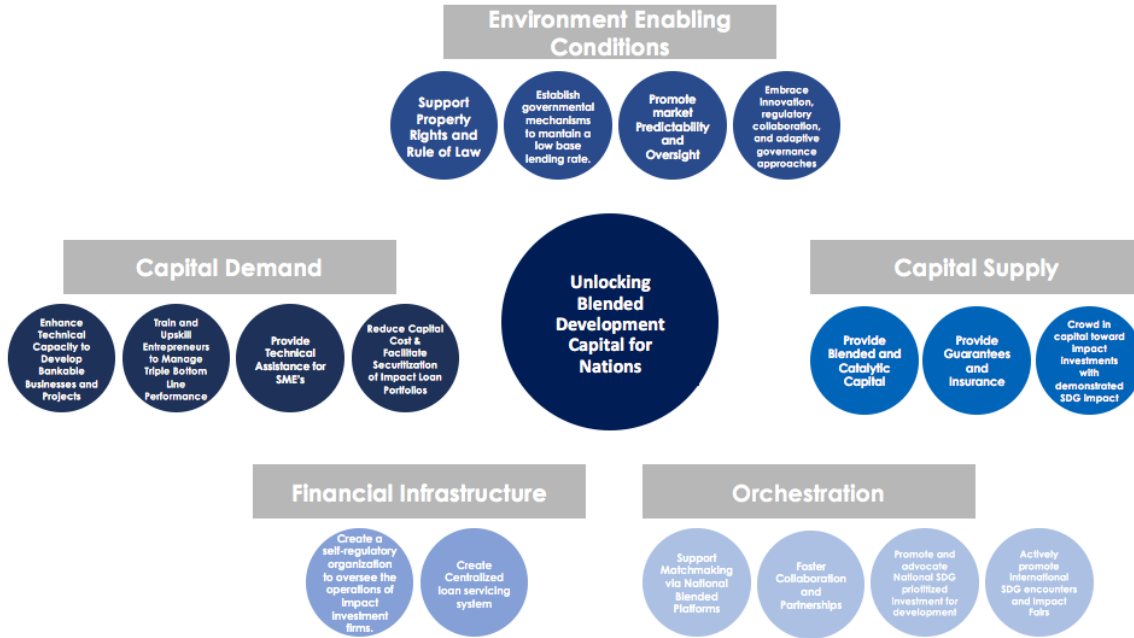 Environment Enabling
Conditions
Support
Property
Rights and
Rule of Law
Establish
governmental
mechanisms
to mantain a
low base
lending rate.
Promote
market
Predictability
and
Oversight
Embrace
Innovation,
regulatory
collaboration,
and adaptive
governance
approaches
Unlocking
Blended
Development
Capital for
Nations
Capital Demand
Enhance
Technical
Capacity to
Develop
Bankable
Businesses and
Projects
Train and
Upskill
Entrepreneurs
to Manage
Triple Bottom
Line
Performance
Provide
Technical
Assistance for
SME's
Reduce Capital
Cost &
Facilitate
Securitization
of Impact Loan
Portfolios
Capital Supply
Provide
Blended and
Catalytic
Capital
Provide
Guarantees
and
Insurance
Crowd in
capital toward
impact
investments
with
demonstrated
SDG impact
Financial Infrastructure
Create a
self-regulatory
organization
to oversee the
operations of
impact
investment
firms.
Create
Centralized
loan servicing
system
Orchestration
Support
Matchmaking
via National
Blended
Platforms
Foster
Collaboration
and
Partnerships
Promote and
advocate
National SDG
prioritized
investment for
development
Actively
promote
international
SDG encounters
and Impact
Fairs